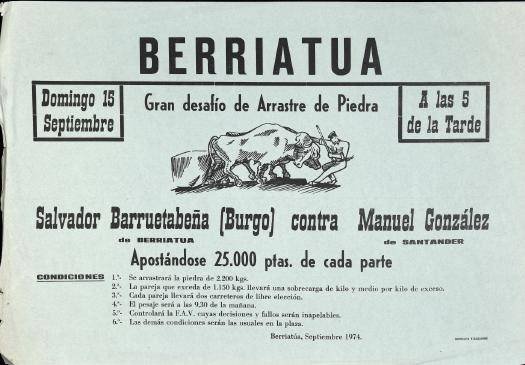 BERRIATUA
Domingo 15
Septiembre
Gran desafío de Arrastre de Piedra
A las 5
de la Tarde
Salvador Barruetabeña (Burgo) contra Manuel González
de BERRIATUA
de SANTANDER
Apostándose 25.000 ptas. de cada parte
CONDICIONES 1.ª- Se arrastrará la piedra de 2.200 kgs.
2.ª- La pareja que exceda de 1.150 kgs. llevará una sobrecarga de kilo y medio por kilo de exceso.
3.ª- Cada pareja llevará dos carreteros de libre elección.
4.ª- El pesaje será a las 9,30 de la mañana.
5.ª- Controlará la F.A.V. cuyas decisiones y fallos serán inapelables.
6.ª- Las demás condiciones serán las usuales en la plaza.
Berriatúa, Septiembre 1974.